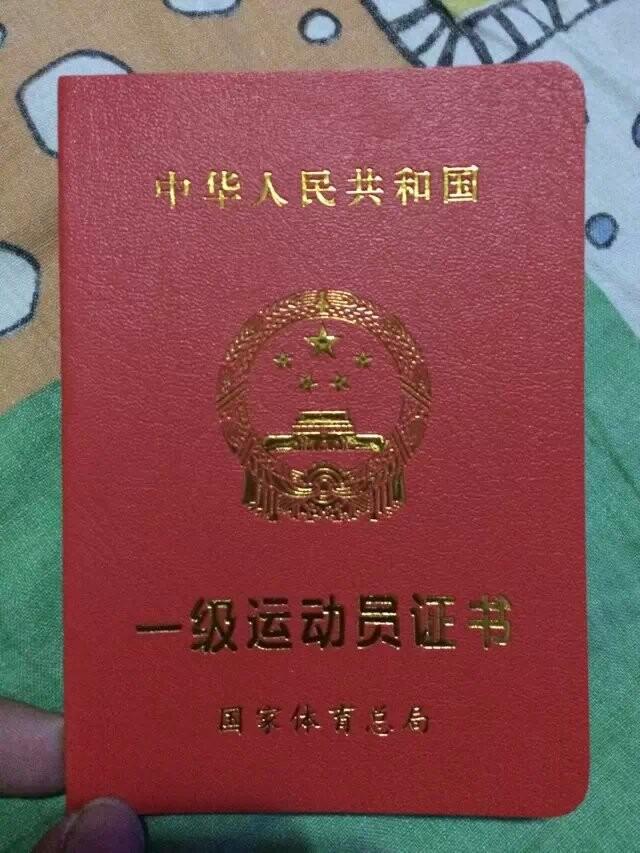 中华人民共和国
一级运动员证书
国家体育总局